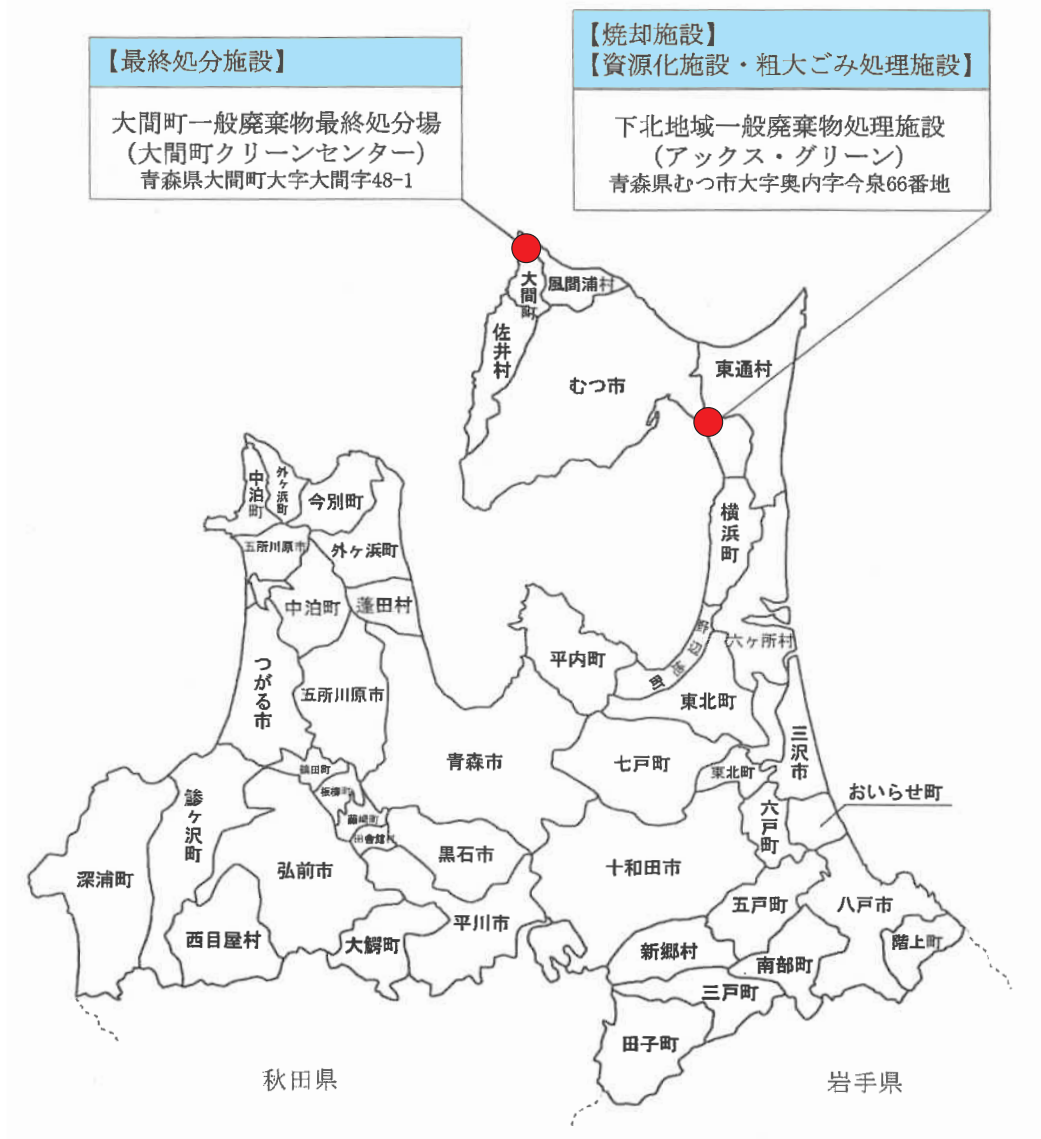 【最終処分施設】
大間町一般廃棄物最終処分場
（大間町クリーンセンター）
青森県大間町大字大間字48-1
【焼却施設】
【資源化施設・粗大ごみ処理施設】
下北地域一般廃棄物処理施設
（アックス・グリーン）
青森県むつ市大字奥内字今泉66番地
大間町
風間浦村
佐井村
むつ市
東通村
横浜町
中泊町
外ヶ浜町
今別町
五所川原市
外ヶ浜町
中泊町
蓬田村
つがる市
五所川原市
平内町
野辺地町
六ヶ所村
東北町
青森市
七戸町
東北町
三沢市
おいらせ町
六戸町
鶴田町
板柳町
藤崎町
田舎館村
鰺ヶ沢町
深浦町
弘前市
黒石市
十和田市
西目屋村
大鰐町
平川市
五戸町
八戸市
新郷村
南部町
階上町
三戸町
田子町
秋田県
岩手県